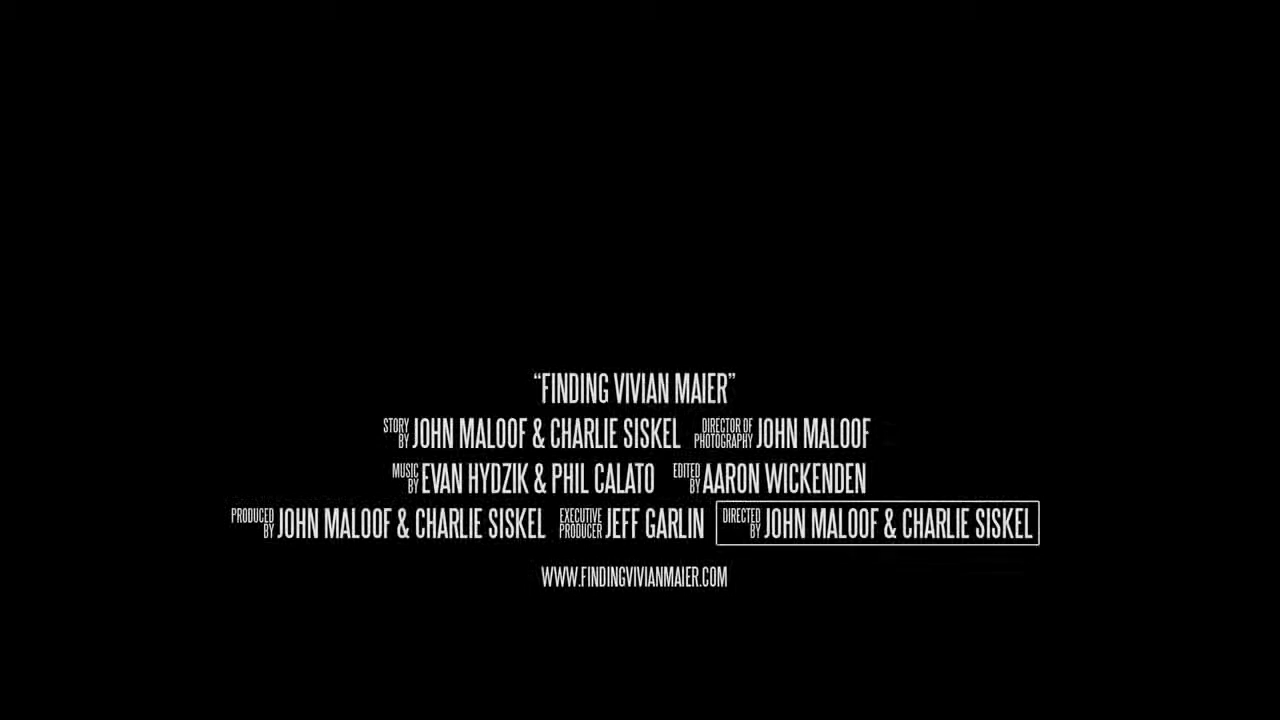 “FINDING VIVIAN MAIER”
STORY BY JOHN MALOOF & CHARLIE SISKEL DIRECTOR OF PHOTOGRAPHY JOHN MALOOF
MUSIC BY EVAN HYDZIK & PHIL CALATO EDITED BY AARON WICKENDEN
PRODUCED BY JOHN MALOOF & CHARLIE SISKEL EXECUTIVE PRODUCER JEFF GARLIN DIRECTED BY JOHN MALOOF & CHARLIE SISKEL
WWW.FINDINGVIVIANMAIER.COM